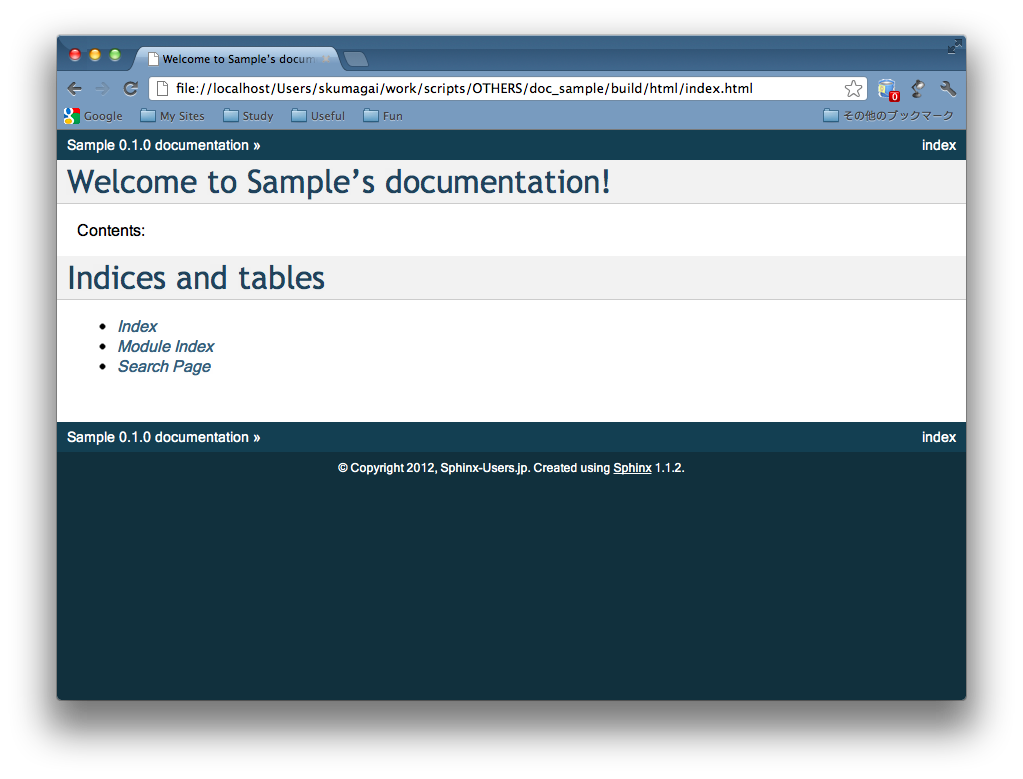 Welcome to Sample's docum
file://localhost/Users/skumagai/work/scripts/OTHERS/doc_sample/build/html/index.html
0
Google My Sites Study Useful Fun その他のブックマーク
Sample 0.1.0 documentation » index
Welcome to Sample’s documentation!
Contents:
Indices and tables
Index
Module Index
Search Page
Sample 0.1.0 documentation » index
© Copyright 2012, Sphinx-Users.jp. Created using Sphinx 1.1.2.